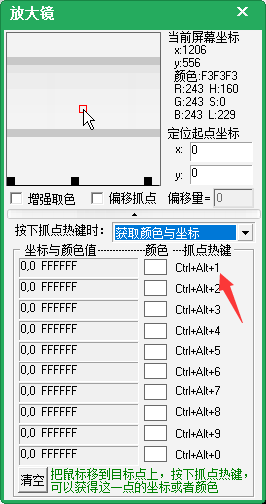 放大镜
当前屏幕坐标
x:1206
y:556
颜色:F3F3F3
R:243 H:160
G:243 S:0
B:243 L:229
定位起点坐标
x: 0
y: 0
增强取色 偏移抓点 偏移量= 0
按下抓点热键时: 获取颜色与坐标
坐标与颜色值 颜色 抓点热键
0,0 FFFFFF Ctrl+Alt+1
0,0 FFFFFF Ctrl+Alt+2
0,0 FFFFFF Ctrl+Alt+3
0,0 FFFFFF Ctrl+Alt+4
0,0 FFFFFF Ctrl+Alt+5
0,0 FFFFFF Ctrl+Alt+6
0,0 FFFFFF Ctrl+Alt+7
0,0 FFFFFF Ctrl+Alt+8
0,0 FFFFFF Ctrl+Alt+9
0,0 FFFFFF Ctrl+Alt+0
清空
把鼠标移到目标点上，按下抓点热键，
可以获得这一点的坐标或者颜色